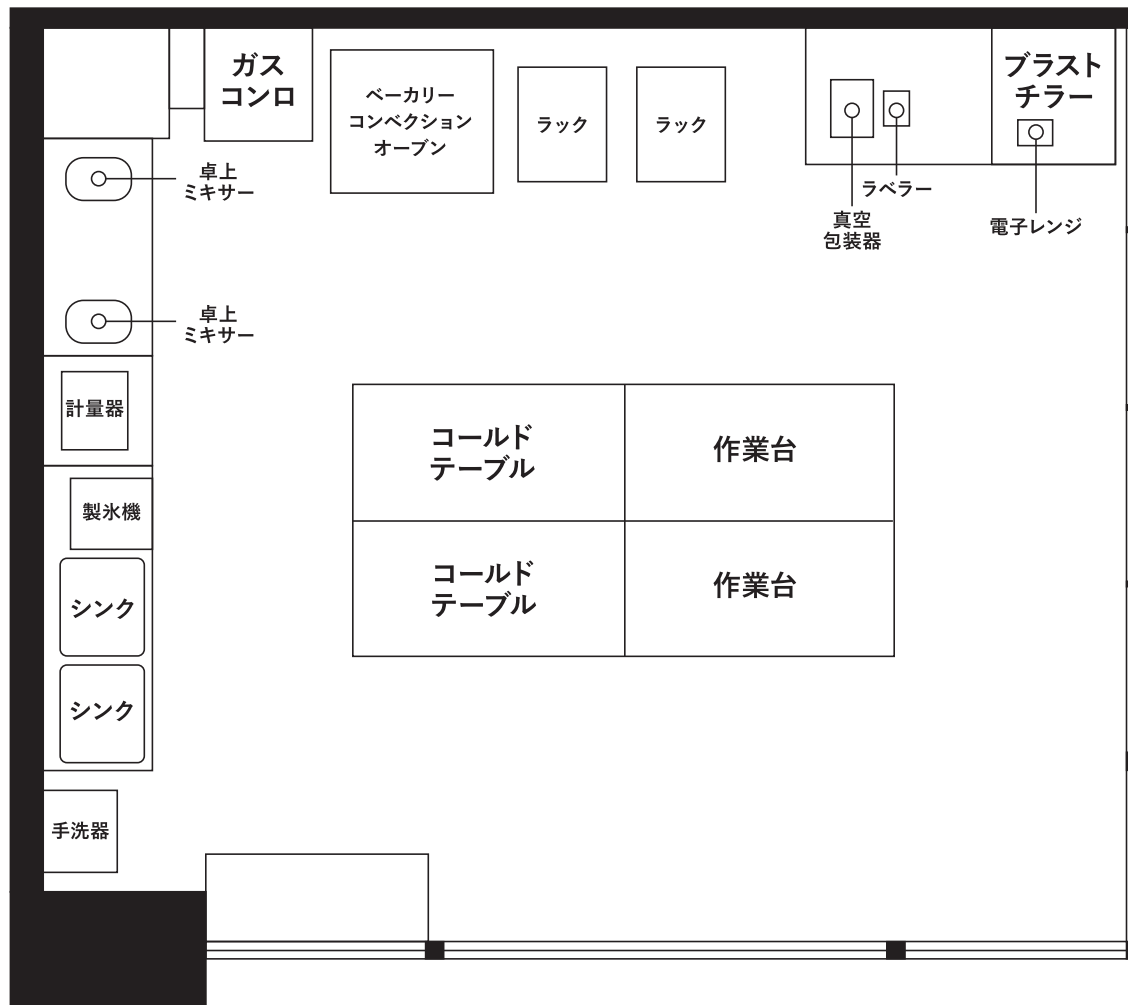 ガス
コンロ
ベーカリー
コンベクション
オーブン
ラック
ラック
ブラスト
チラー
ラベラー
真空
包装器
電子レンジ
卓上
ミキサー
卓上
ミキサー
計量器
製氷機
シンク
シンク
手洗器
コールド
テーブル
作業台
コールド
テーブル
作業台